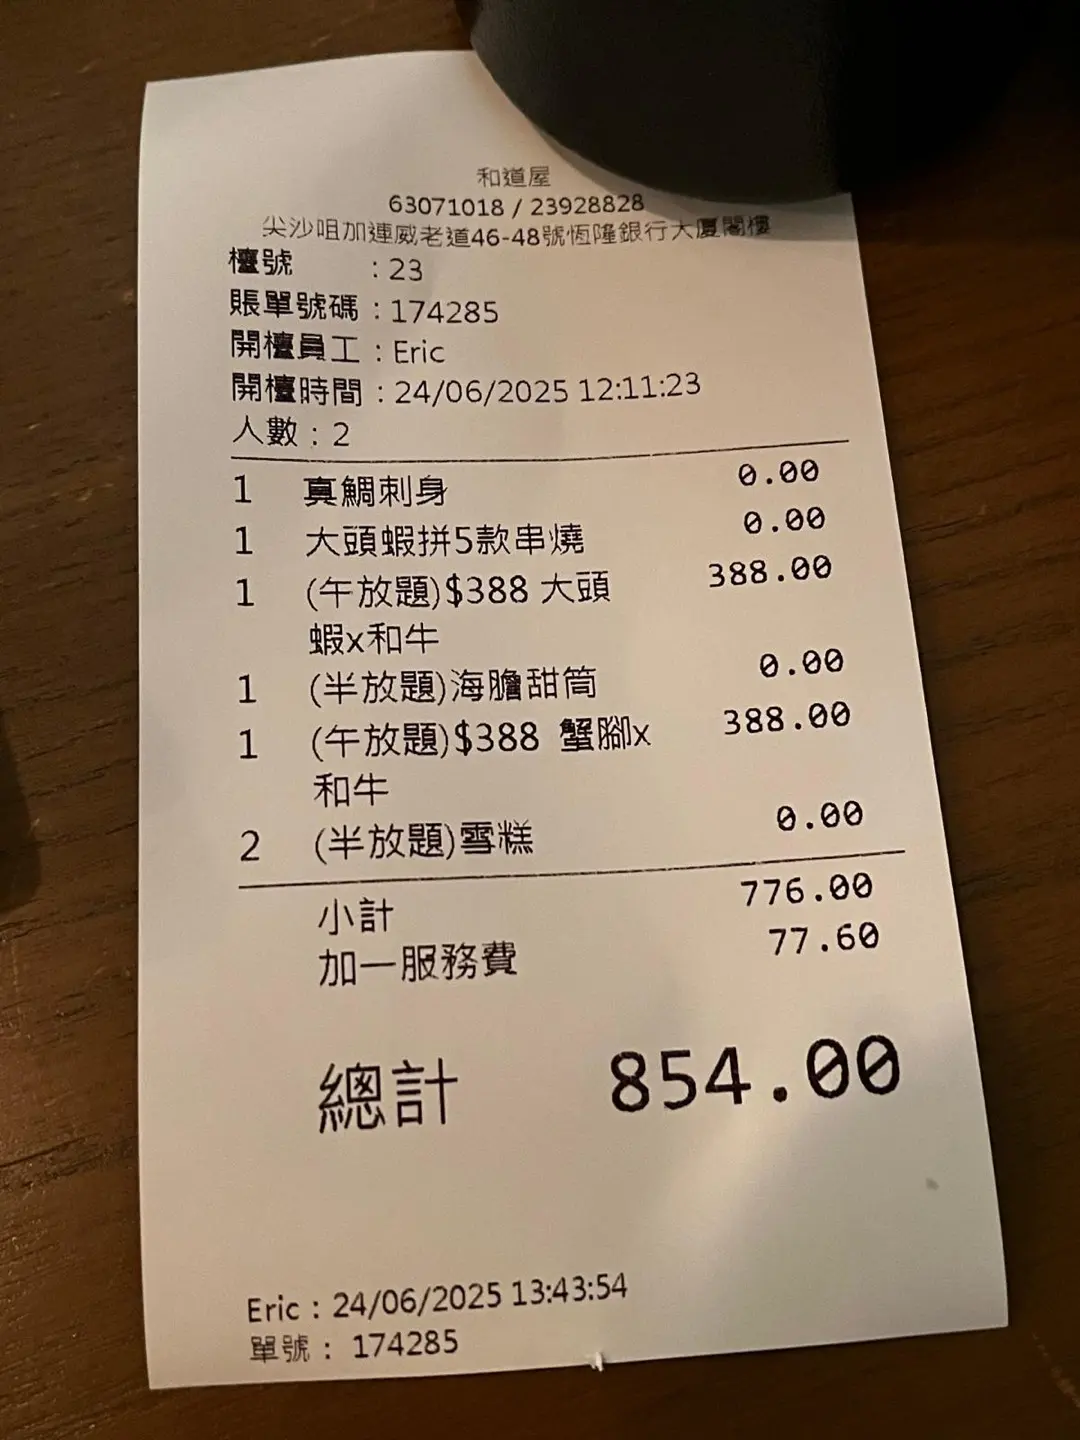 和道屋
63071018 / 23928828
尖沙咀加連威老道46-48號恆隆銀行大廈閣樓
檯號 : 23
賬單號碼 : 174285
開檯員工 : Eric
開檯時間 : 24/06/2025 12:11:23
人數 : 2
1 真鯛刺身 0.00
1 大頭蝦拼5款串燒 0.00
1 (午放題)$388 大頭 388.00
蝦x和牛
1 (半放題)海膽甜筒 0.00
1 (午放題)$388 蟹腳x 388.00
和牛
2 (半放題)雪糕 0.00
小計 776.00
加一服務費 77.60
總計 854.00
Eric : 24/06/2025 13:43:54
單號 : 174285